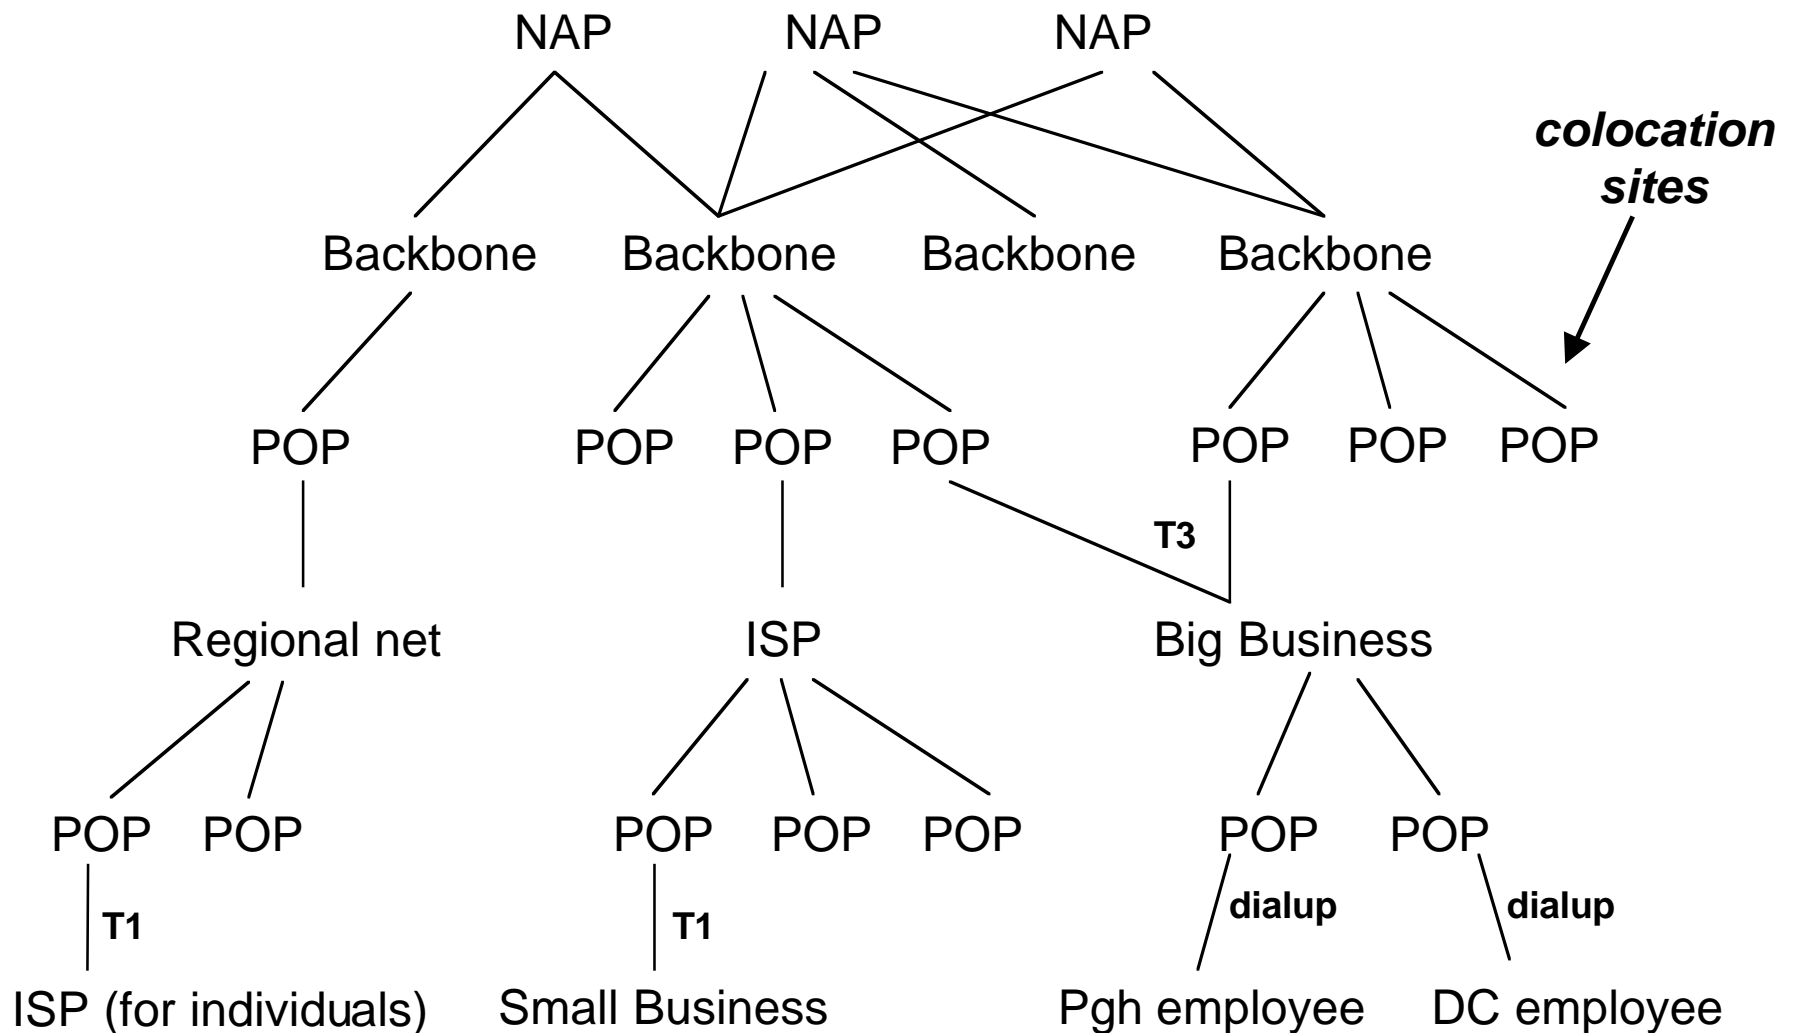 NAP NAP NAP
colocation
sites
Backbone Backbone Backbone Backbone
POP POP POP POP POP POP POP
T3
Regional net ISP Big Business
POP POP POP POP POP POP POP
dialup dialup
T1 T1
ISP (for individuals) Small Business Pgh employee DC employee